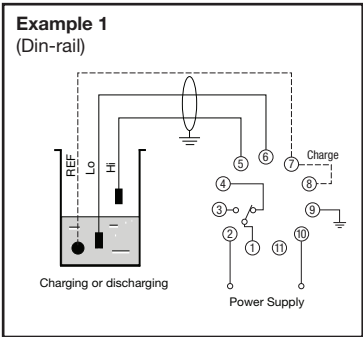 Example 1
(Din-rail)
REF
Lo
Hi
5
6
7
Charge
4
8
3
9
2
1
11
10
Charging or discharging
Power Supply